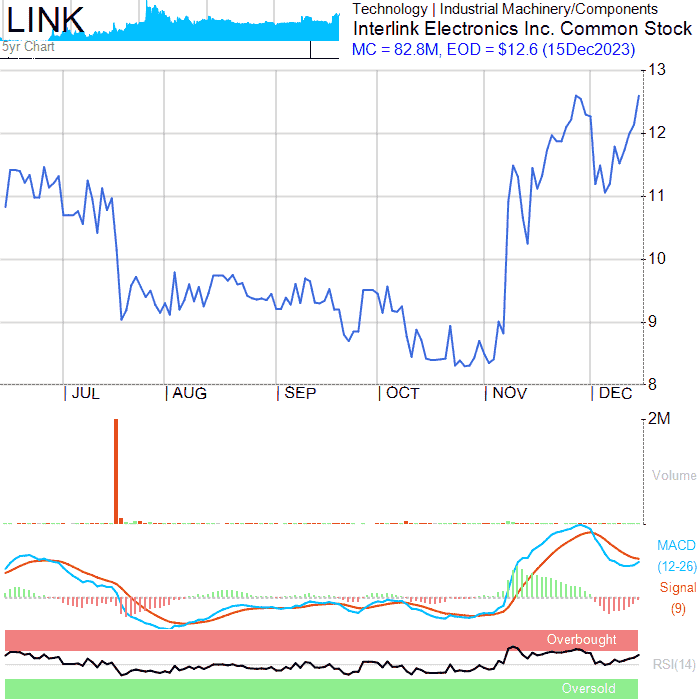 LINK
5yr Chart
Technology | Industrial Machinery/Components
Interlink Electronics Inc. Common Stock
MC = 82.8M, EOD = $12.6 (15Dec2023)
13
12
11
10
9
8
JUL AUG SEP OCT NOV DEC
2M
Volume
MACD
(12-26)
Signal
(9)
Overbought
RSI(14)
Oversold